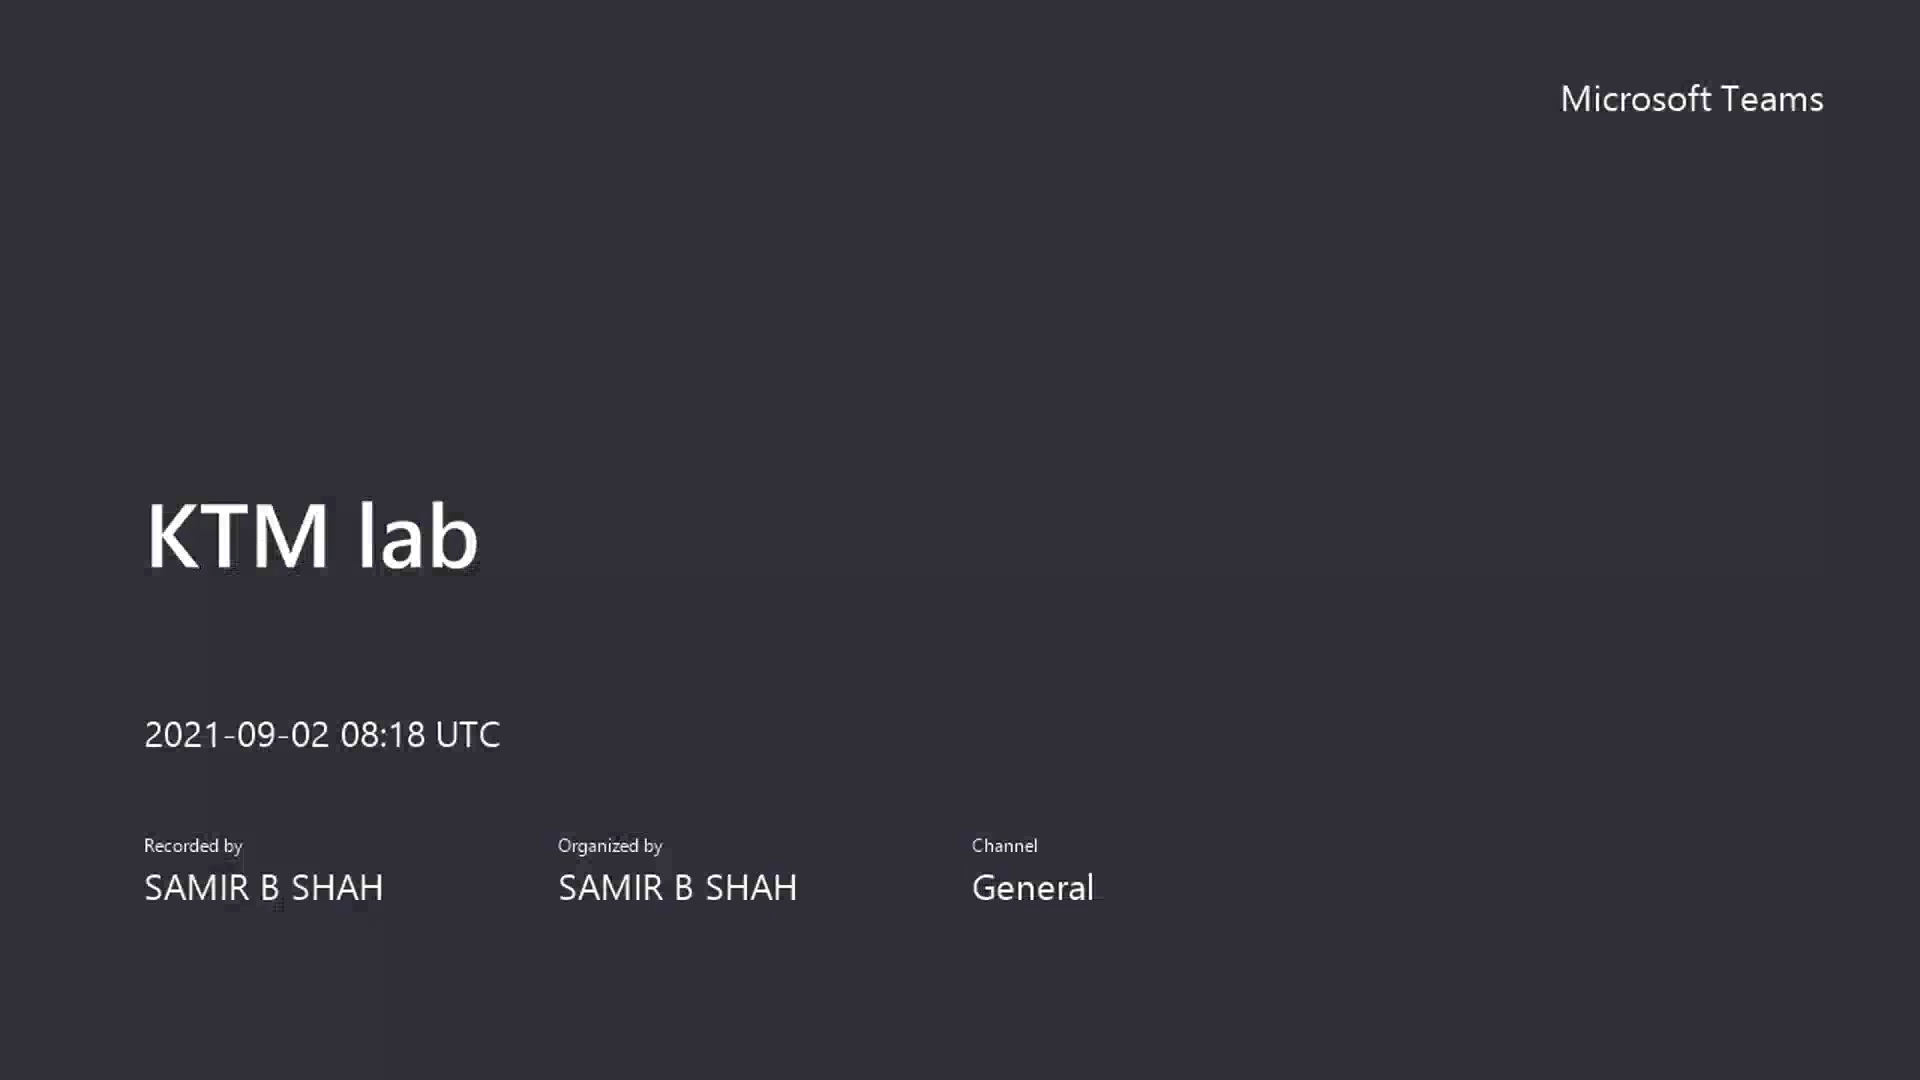 Microsoft Teams
KTM lab
2021-09-02 08:18 UTC
Recorded by
SAMIR B SHAH
Organized by
SAMIR B SHAH
Channel
General